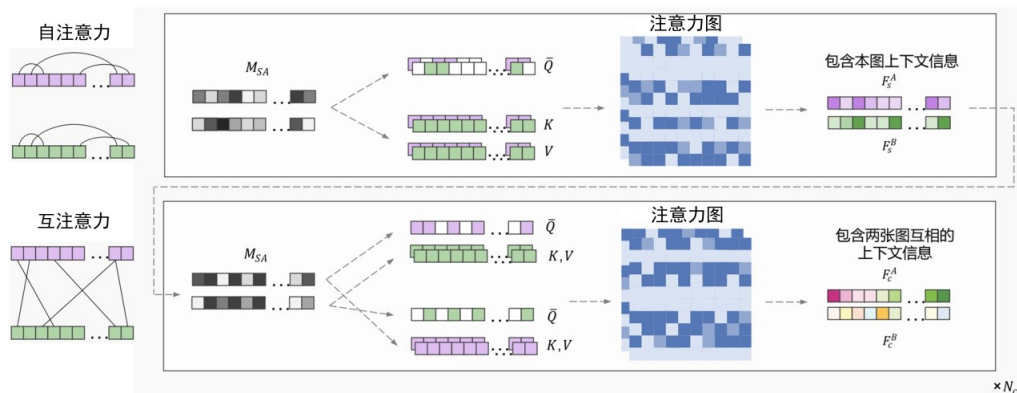 自注意力
M_SA
Q̄
K
V
注意力图
包含本图上下文信息
F_s^A
F_s^B
互注意力
M_SA
Q̄
K, V
Q̄
K, V
注意力图
包含两张图互相的
上下文信息
F_c^A
F_c^B